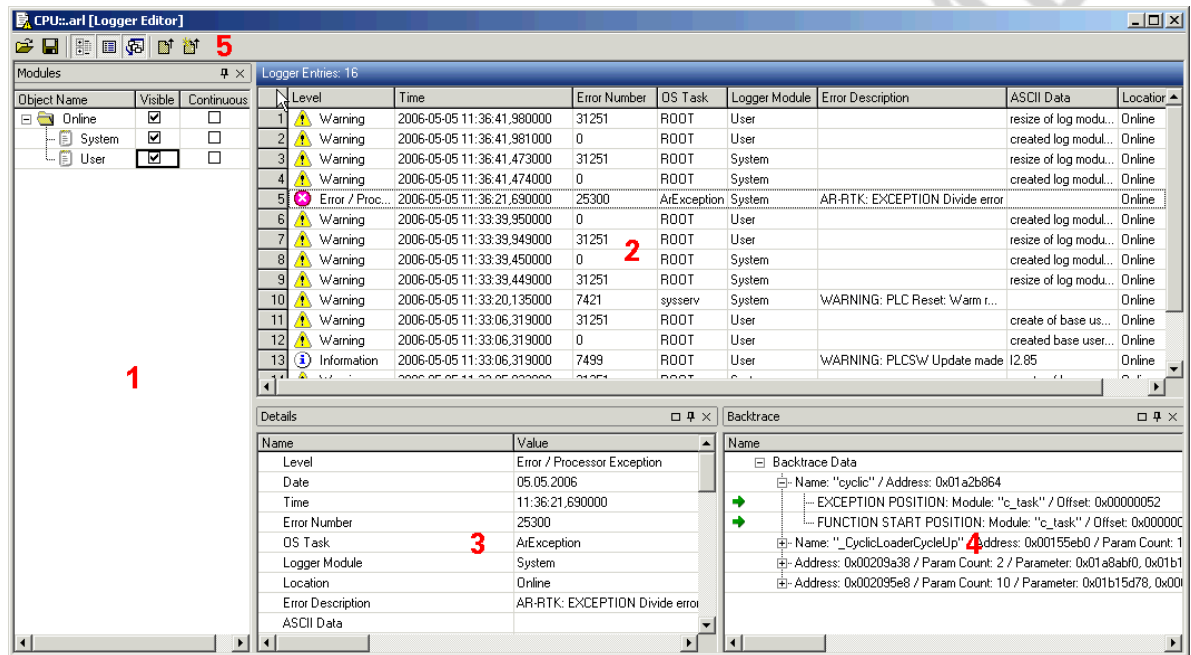 CPU::.arl [Logger Editor]
5
Modules
Object Name Visible Continuous
Online
System
User
1
Logger Entries: 16
Level Time Error Number OS Task Logger Module Error Description ASCII Data Location
1 Warning 2006-05-05 11:36:41,980000 31251 ROOT User resize of log modu... Online
2 Warning 2006-05-05 11:36:41,981000 0 ROOT User created log modul... Online
3 Warning 2006-05-05 11:36:41,473000 31251 ROOT System resize of log modu... Online
4 Warning 2006-05-05 11:36:41,474000 0 ROOT System created log modul... Online
5 Error / Proc... 2006-05-05 11:36:21,690000 25300 ArException System AR-RTK: EXCEPTION Divide error Online
6 Warning 2006-05-05 11:33:39,950000 0 ROOT User created log modul... Online
7 Warning 2006-05-05 11:33:39,949000 31251 ROOT User resize of log modu... Online
8 Warning 2006-05-05 11:33:39,450000 0 ROOT System created log modul... Online
9 Warning 2006-05-05 11:33:39,449000 31251 ROOT System resize of log modu... Online
10 Warning 2006-05-05 11:33:20,135000 7421 sysserv System WARNING: PLC Reset: Warm r... Online
11 Warning 2006-05-05 11:33:06,319000 31251 ROOT User create of base us... Online
12 Warning 2006-05-05 11:33:06,319000 0 ROOT User created base user... Online
13 Information 2006-05-05 11:33:06,319000 7499 ROOT User WARNING: PLCSW Update made I2.85 Online
2
Details
Name Value
Level Error / Processor Exception
Date 05.05.2006
Time 11:36:21,690000
Error Number 25300
OS Task ArException
Logger Module System
Location Online
Error Description AR-RTK: EXCEPTION Divide error
ASCII Data
3
Backtrace
Name
Backtrace Data
Name: "cyclic" / Address: 0x01a2b864
EXCEPTION POSITION: Module: "c_task" / Offset: 0x00000052
FUNCTION START POSITION: Module: "c_task" / Offset: 0x000000
Name: "_CyclicLoaderCycleUp" Address: 0x00155eb0 / Param Count: 1
Address: 0x00209a38 / Param Count: 2 / Parameter: 0x01a8abf0, 0x01b1
Address: 0x002095e8 / Param Count: 10 / Parameter: 0x01b15d78, 0x000
4